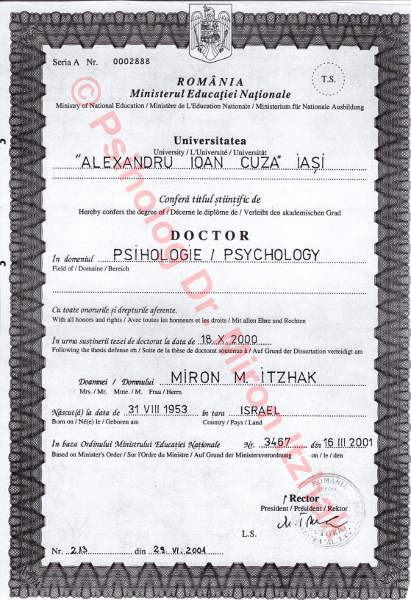 Seria A Nr. 0002888
T.S.
ROMÂNIA
Ministerul Educației Naționale
Ministry of National Education / Ministère de L'Education Nationale / Ministerium für Nationale Ausbildung
Universitatea
University / L'Université / Universität
"ALEXANDRU IOAN CUZA" IAȘI
Conferă titlul științific de
Hereby confers the degree of / Décerne le diplôme de / Verleiht den akademischen Grad
DOCTOR
În domeniul PSIHOLOGIE / PSYCHOLOGY
Field of / Domaine / Bereich
Cu toate onorurile și drepturile aferente.
With all honors and rights / Avec toutes les honneurs et les droits / Mit allen Ehre und Rechten
În urma susținerii tezei de doctorat la data de 18.X.2000
Following the thesis defense on / Suite de la thèse de doctorat soutenue à / Auf Grund der Dissertation verteidigt am
Doamnei / Domnului MIRON M. ITZHAK
Mrs. / Mr. Mme. / M. Frau / Herrn
Născut(ă) la data de 31 VIII 1953 în țara ISRAEL
Born on / Né(e) le / Geboren am Country / Pays / Land
În baza Ordinului Ministrului Educației Naționale Nr. 3467 din 16 III 2001
Based on Minister's Order / Sur l'Ordre du Ministre / Auf Grund der Ministerverordnung on / le / den
Rector
President / Président / Rektor
L.S.
Nr. 213 din 29.VI.2001
© Psiholog Dr. Miron Itzhak
ROMANIA